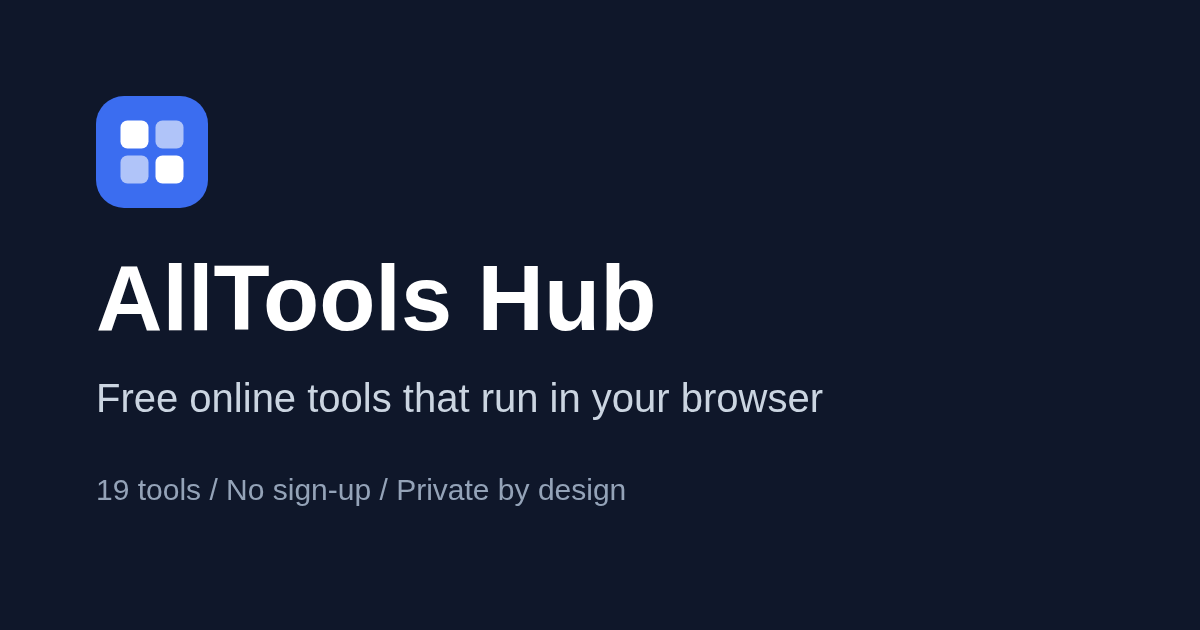 AllTools Hub
Free online tools that run in your browser
19 tools / No sign-up / Private by design